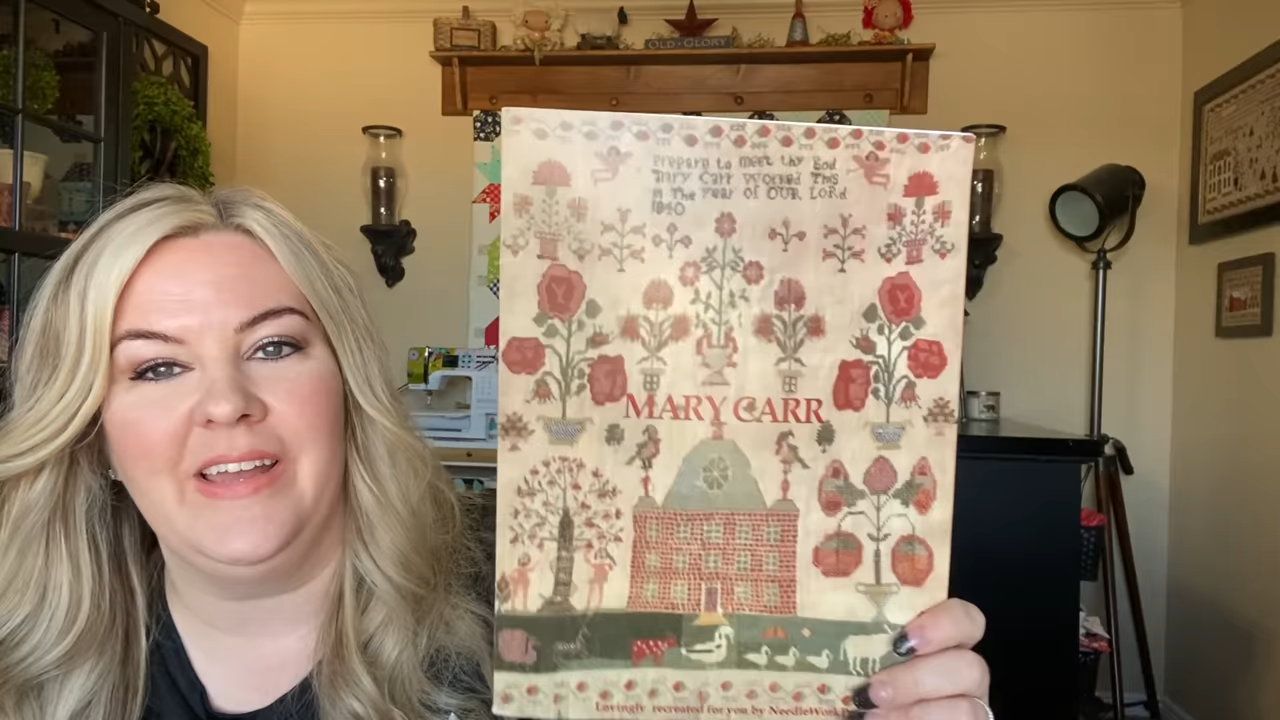 OLD·GLORY
Prepare to meet thy God
Mary Carr Worked This
in The Year of OUR LORd
1840
MARY CARR
Lovingly recreated for you by NeedleWork